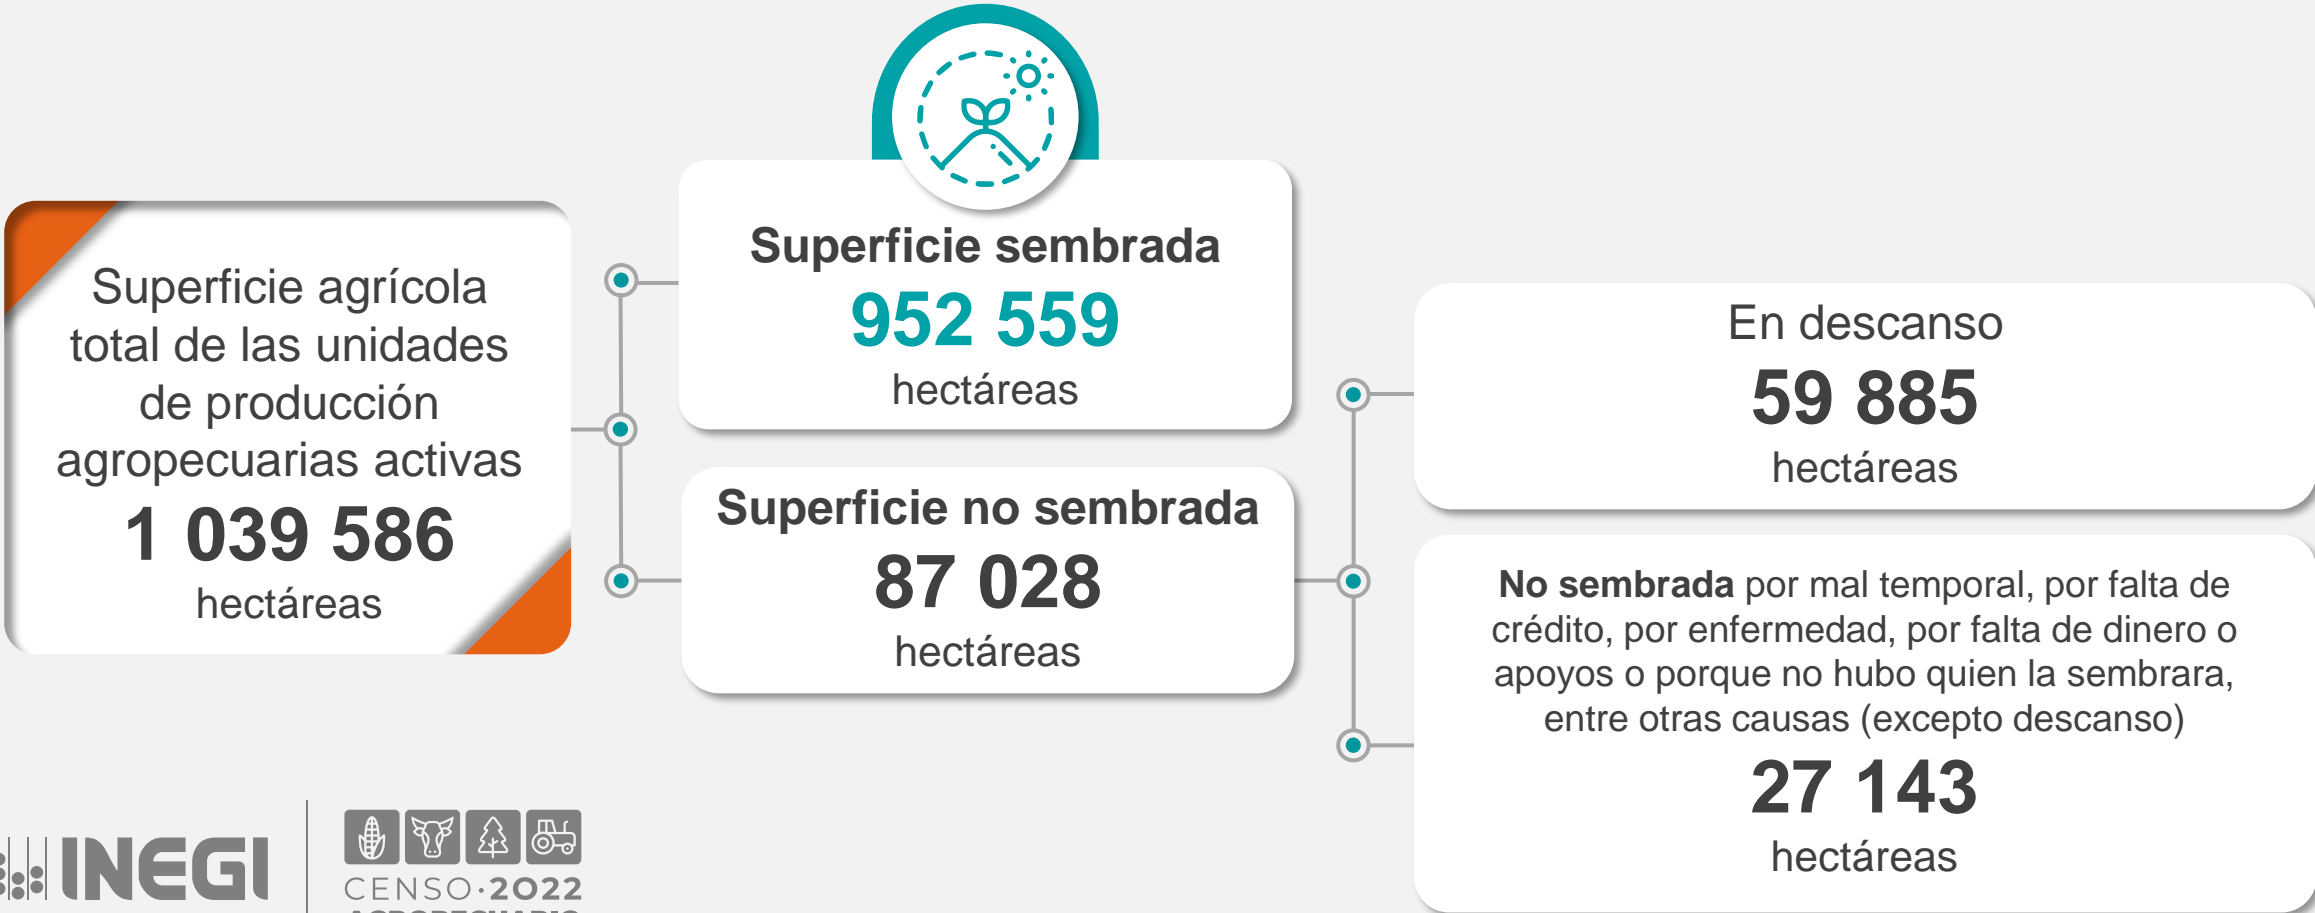 Superficie agrícola
total de las unidades
de producción
agropecuarias activas
1 039 586
hectáreas
Superficie sembrada
952 559
hectáreas
Superficie no sembrada
87 028
hectáreas
En descanso
59 885
hectáreas
No sembrada por mal temporal, por falta de
crédito, por enfermedad, por falta de dinero o
apoyos o porque no hubo quien la sembrara,
entre otras causas (excepto descanso)
27 143
hectáreas
INEGI
CENSO·2022
AGROPECUARIO